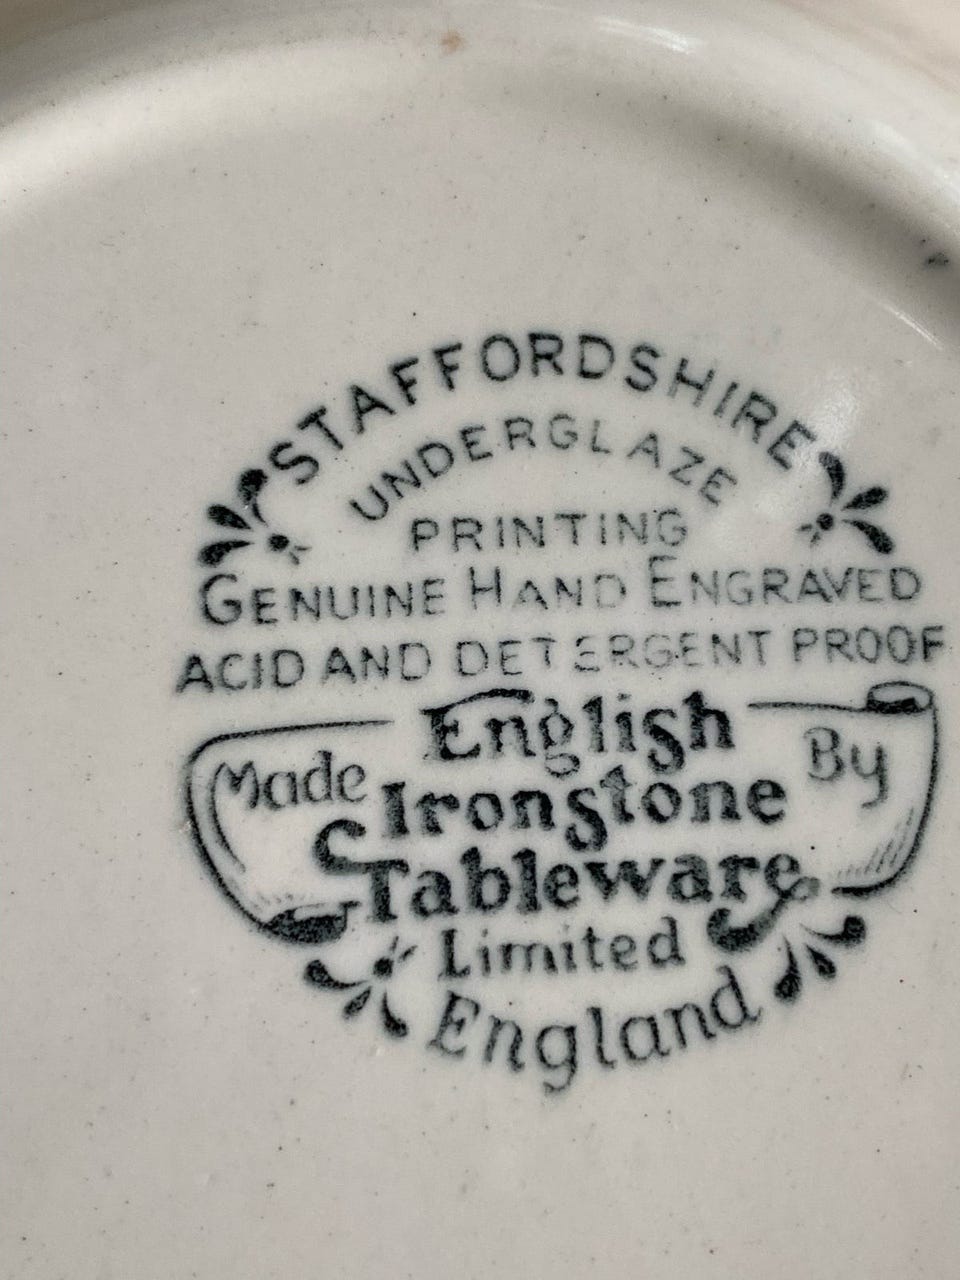 STAFFORDSHIRE
UNDERGLAZE
PRINTING
GENUINE HAND ENGRAVED
ACID AND DETERGENT PROOF
Made English By
Ironstone
Tableware
Limited
England